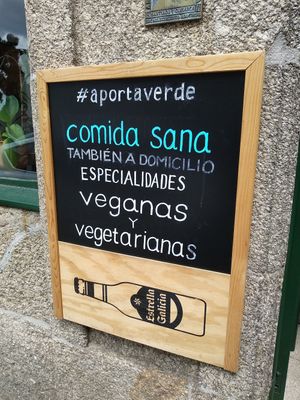 #aportaverde
comida sana
TAMBIÉN A DOMICILIO
ESPECIALIDADES
veganas
Y
vegetarianas
Estrella
Galicia